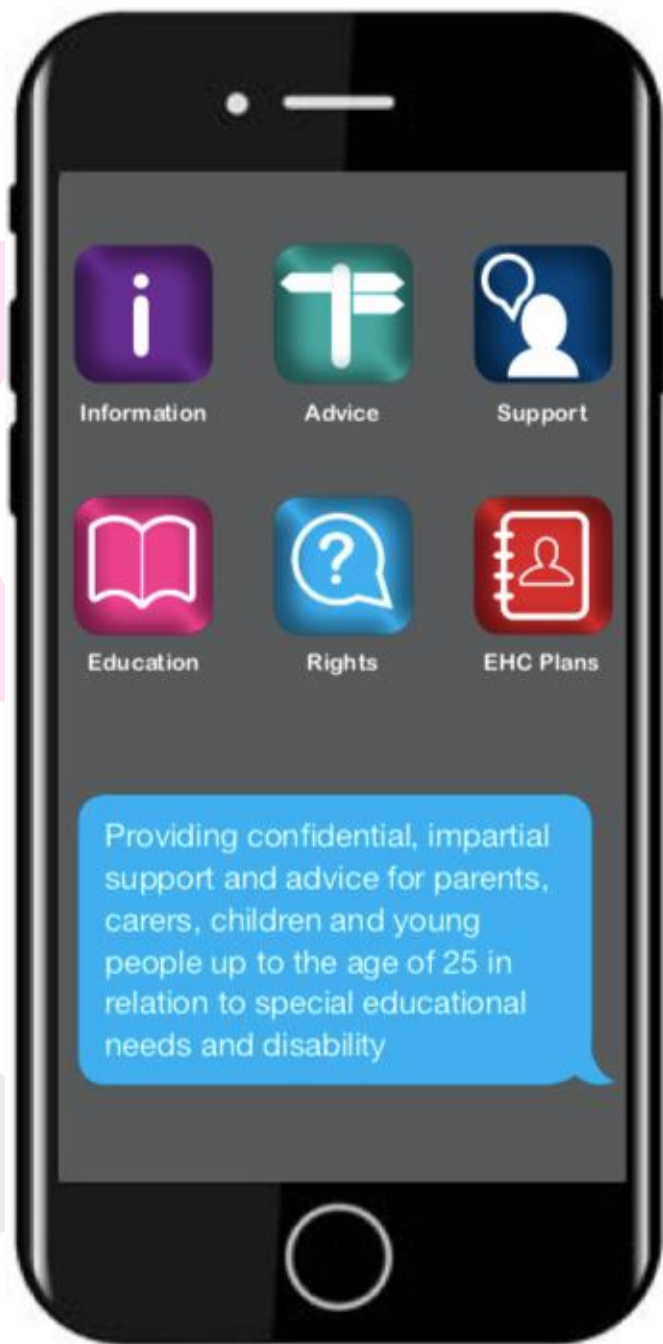 Information Advice Support
Education Rights EHC Plans
Providing confidential, impartial
support and advice for parents,
carers, children and young
people up to the age of 25 in
relation to special educational
needs and disability